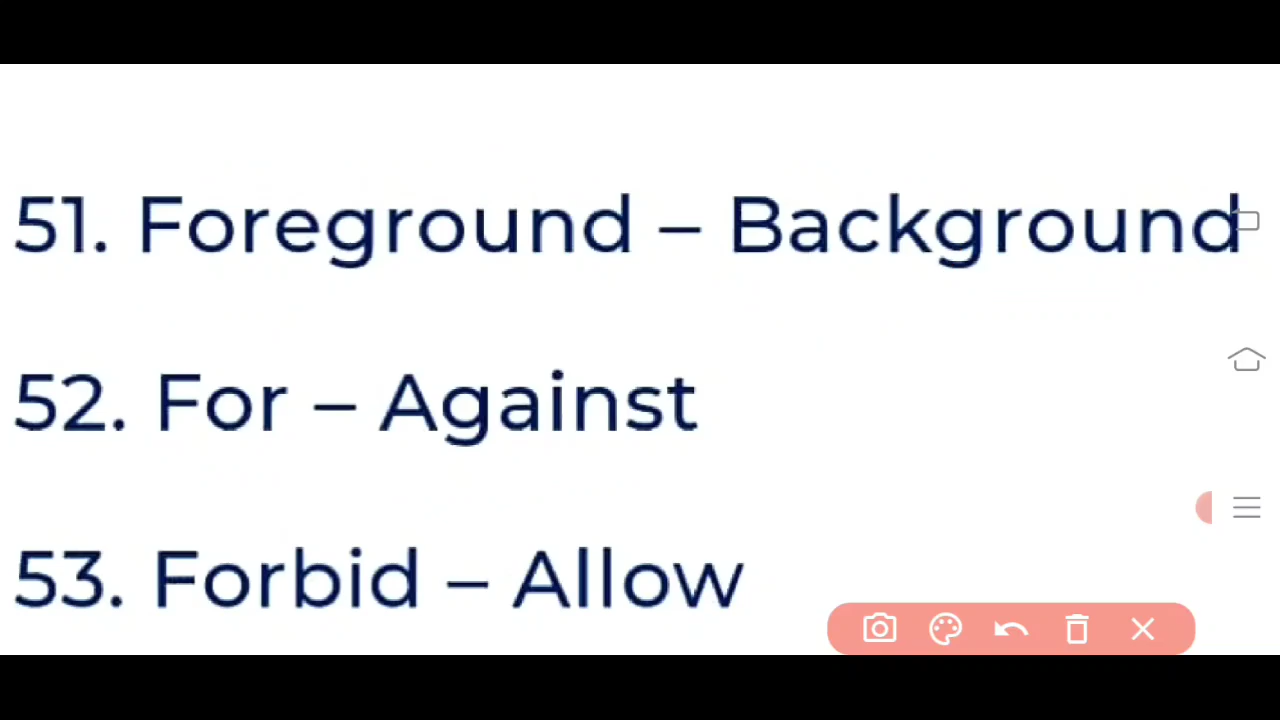 51. Foreground – Background
52. For – Against
53. Forbid – Allow